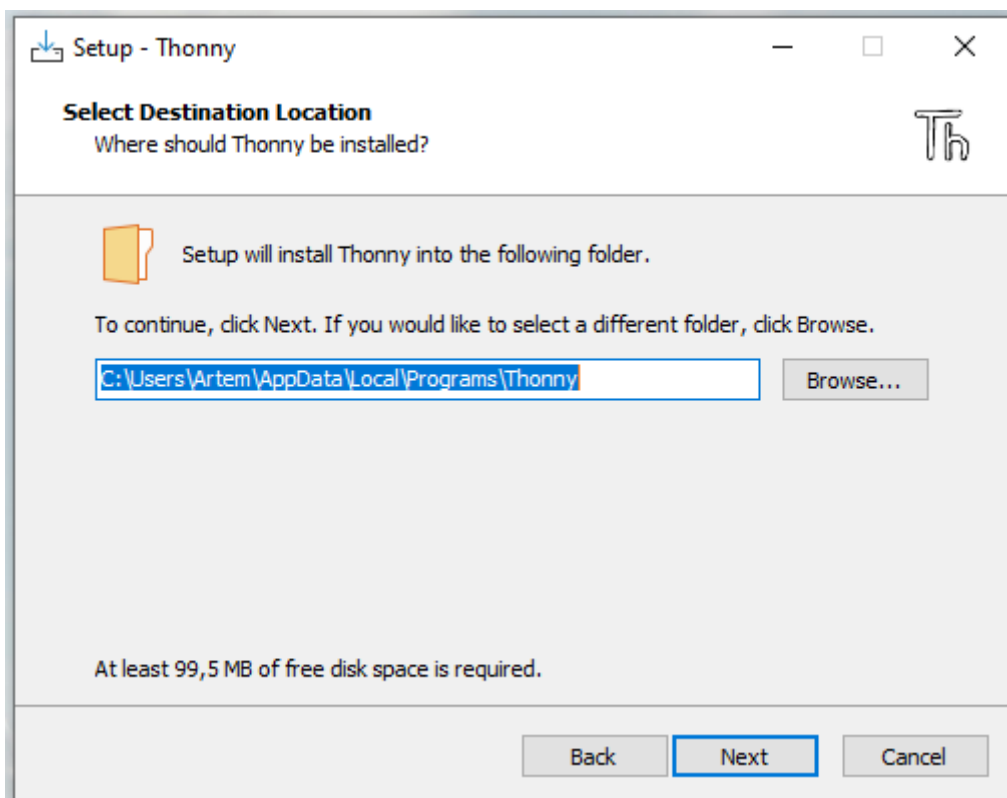 Setup - Thonny
Select Destination Location
Where should Thonny be installed?
Th
Setup will install Thonny into the following folder.
To continue, click Next. If you would like to select a different folder, click Browse.
C:\Users\Artem\AppData\Local\Programs\Thonny
Browse...
At least 99,5 MB of free disk space is required.
Back
Next
Cancel